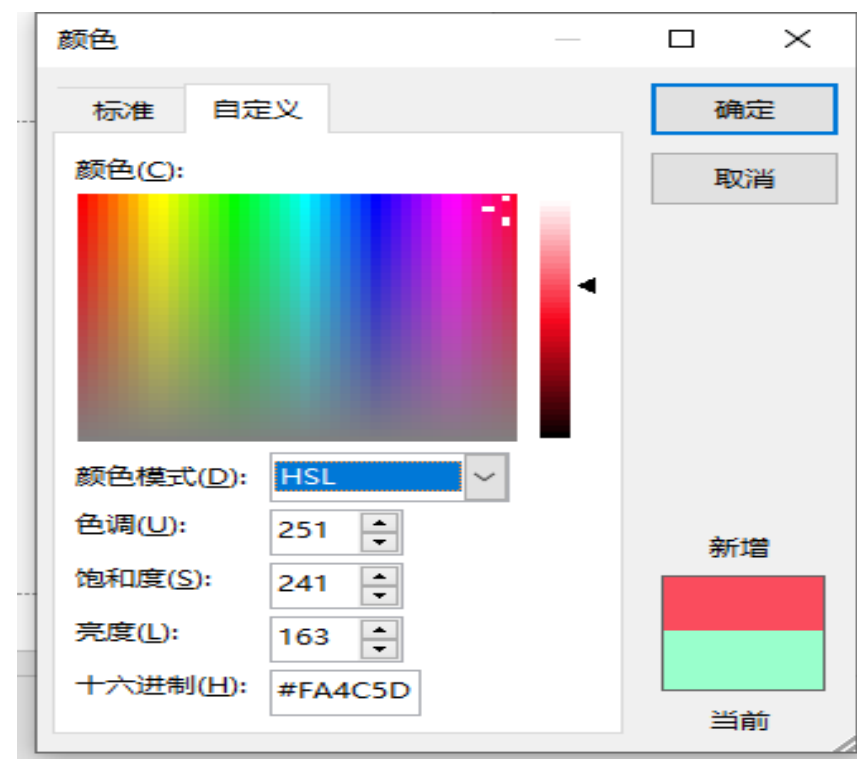 颜色
标准 自定义 确定
颜色(C): 取消
颜色模式(D): HSL
色调(U): 251
饱和度(S): 241
亮度(L): 163
十六进制(H): #FA4C5D
新增
当前